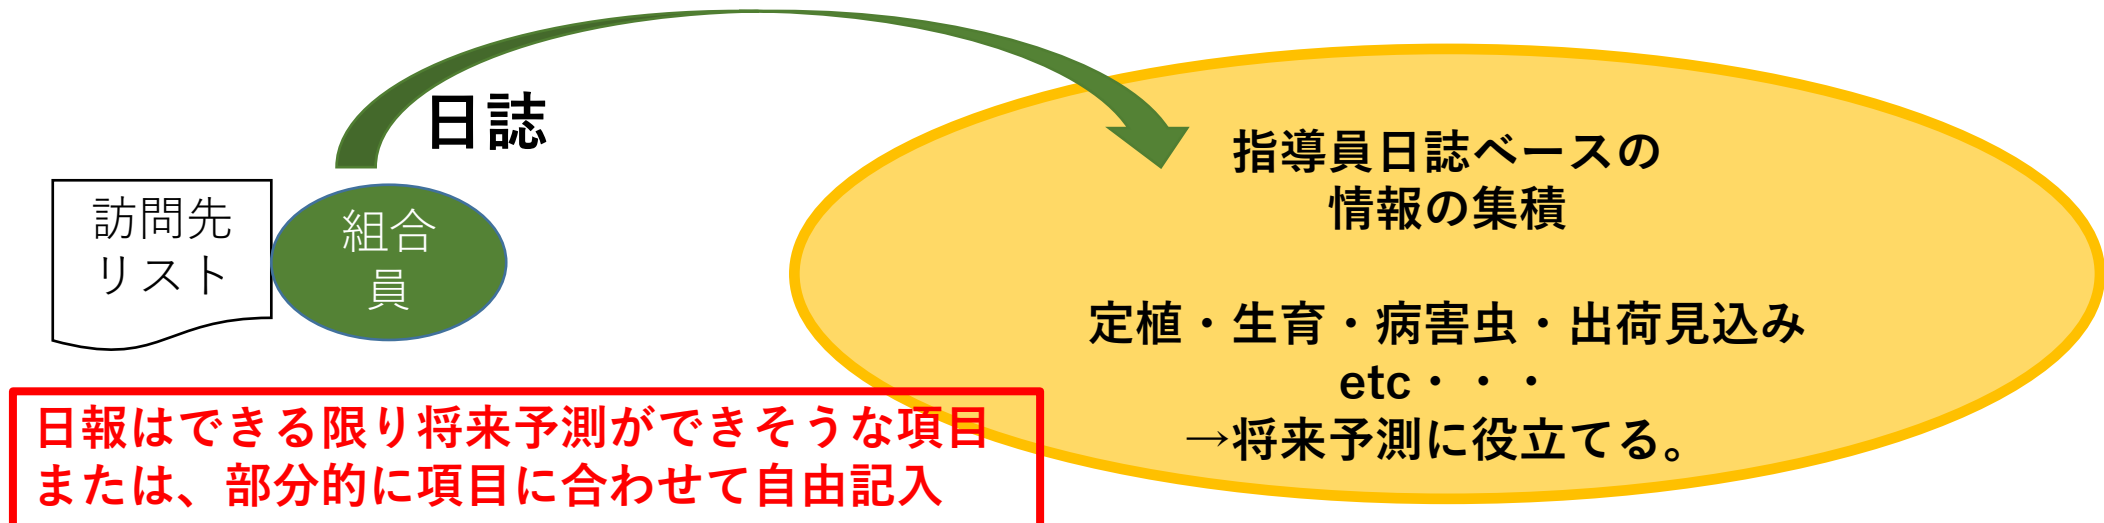 日誌
訪問先
リスト
組合
員
指導員日誌ベースの
情報の集積
定植・生育・病害虫・出荷見込み
etc・・・
→将来予測に役立てる。
日報はできる限り将来予測ができそうな項目
または、部分的に項目に合わせて自由記入